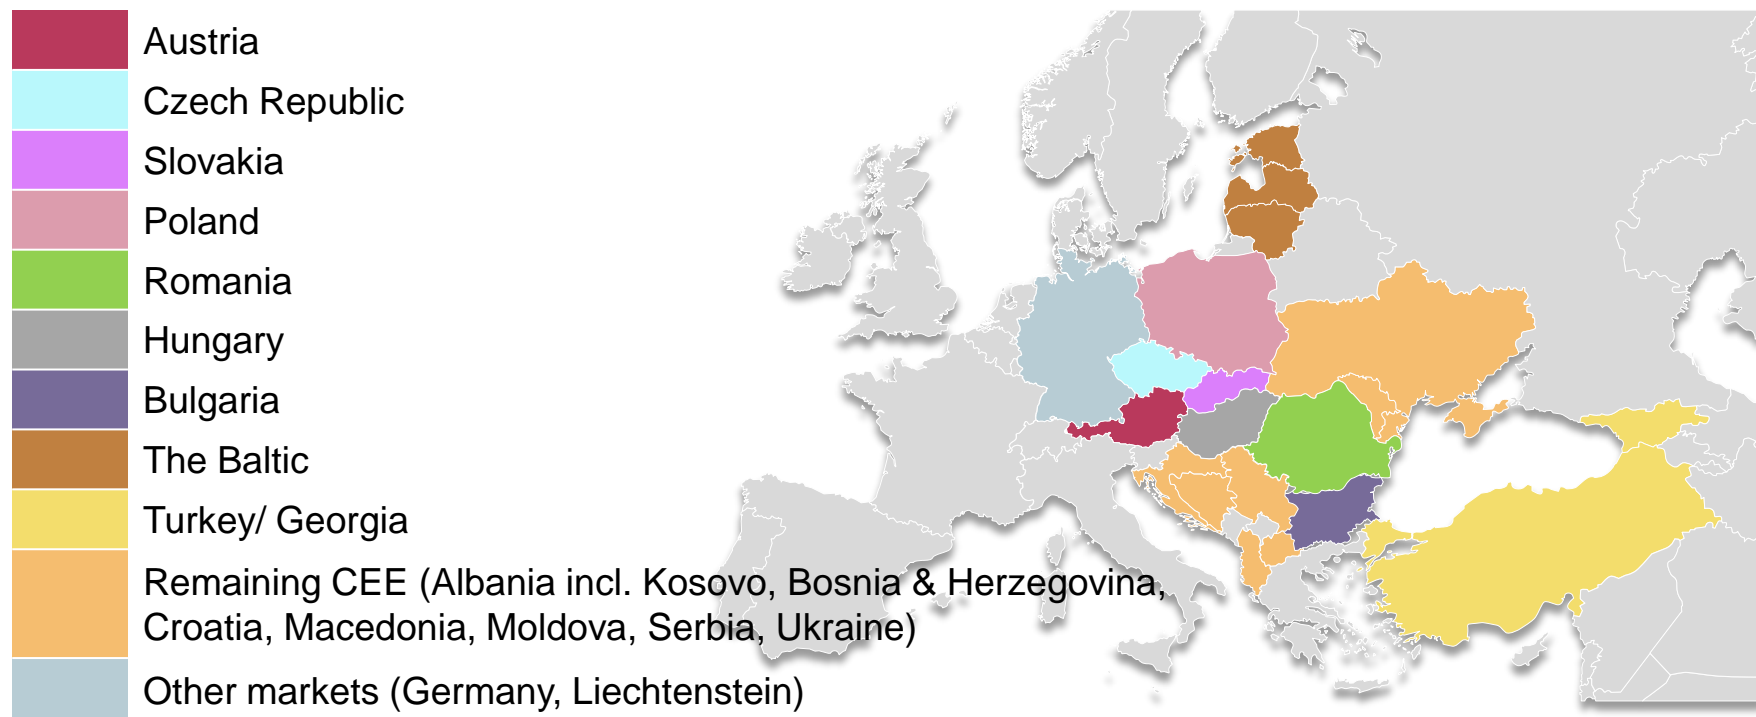 Austria
Czech Republic
Slovakia
Poland
Romania
Hungary
Bulgaria
The Baltic
Turkey/ Georgia
Remaining CEE (Albania incl. Kosovo, Bosnia & Herzegovina,
Croatia, Macedonia, Moldova, Serbia, Ukraine)
Other markets (Germany, Liechtenstein)